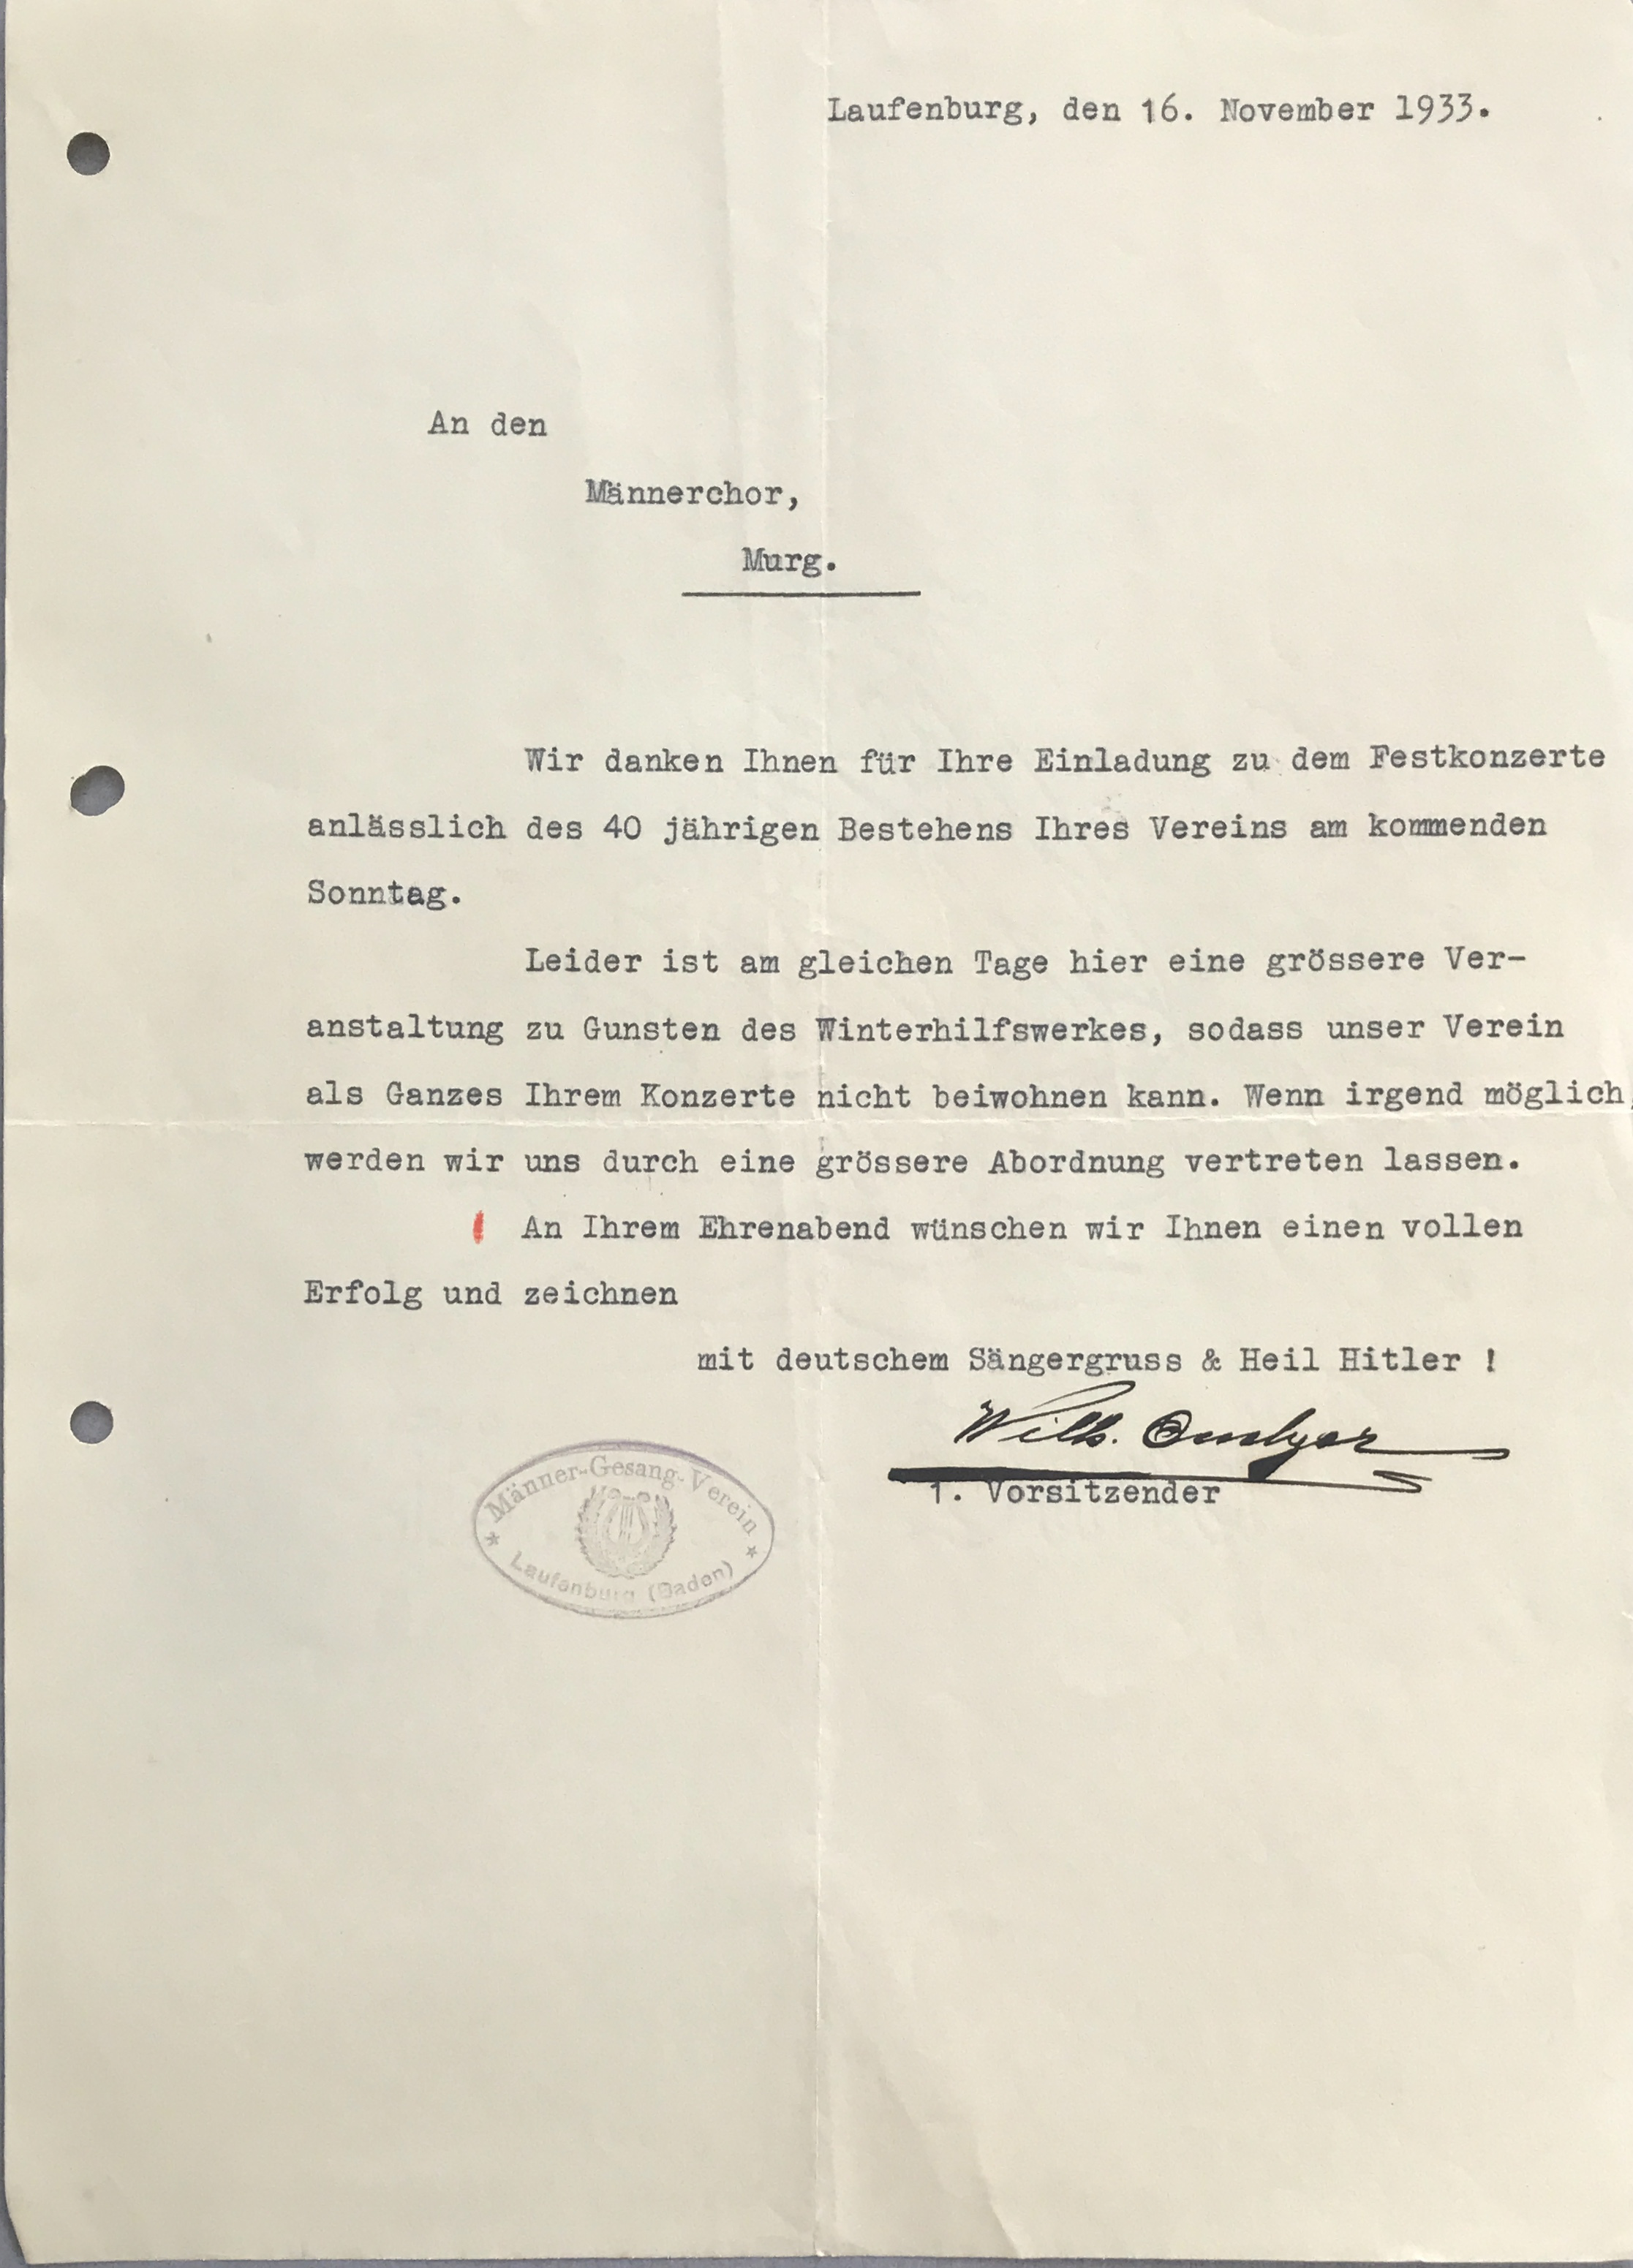 Laufenburg, den 16. November 1933.
An den
Männerchor,
Murg.
Wir danken Ihnen für Ihre Einladung zu dem Festkonzerte
anlässlich des 40 jährigen Bestehens Ihres Vereins am kommenden
Sonntag.
Leider ist am gleichen Tage hier eine grössere Ver-
anstaltung zu Gunsten des Winterhilfswerkes, sodass unser Verein
als Ganzes Ihrem Konzerte nicht beiwohnen kann. Wenn irgend möglich,
werden wir uns durch eine grössere Abordnung vertreten lassen.
An Ihrem Ehrenabend wünschen wir Ihnen einen vollen
Erfolg und zeichnen
mit deutschem Sängergruss & Heil Hitler !
Wilh.
1. Vorsitzender
Männer-Gesang-Verein
Laufenburg (Baden)